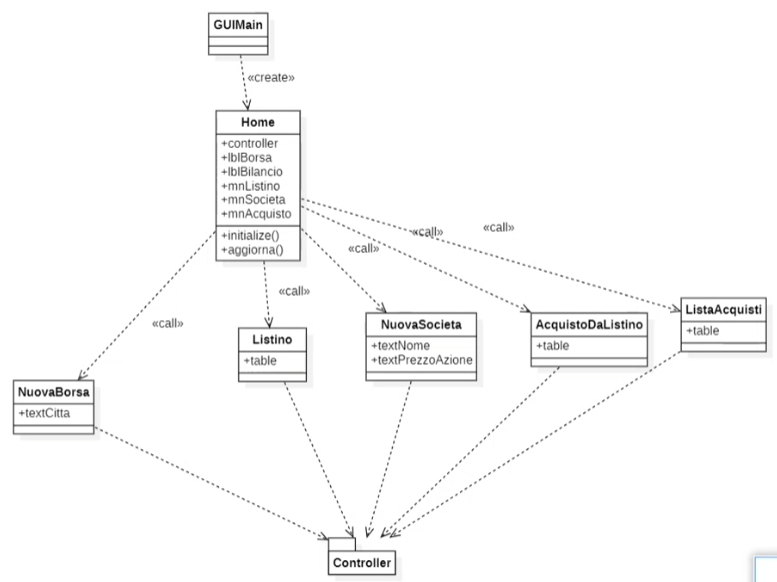 GUIMain
«create»
Home
+controller
+lblBorsa
+lblBilancio
+mnListino
+mnSocieta
+mnAcquisto
+initialize()
+aggiorna()
«call»
«call»
«call»
«call»
«call»
ListaAcquisti
+table
NuovaSocieta
+textNome
+textPrezzoAzione
AcquistoDaListino
+table
Listino
+table
NuovaBorsa
+textCitta
Controller